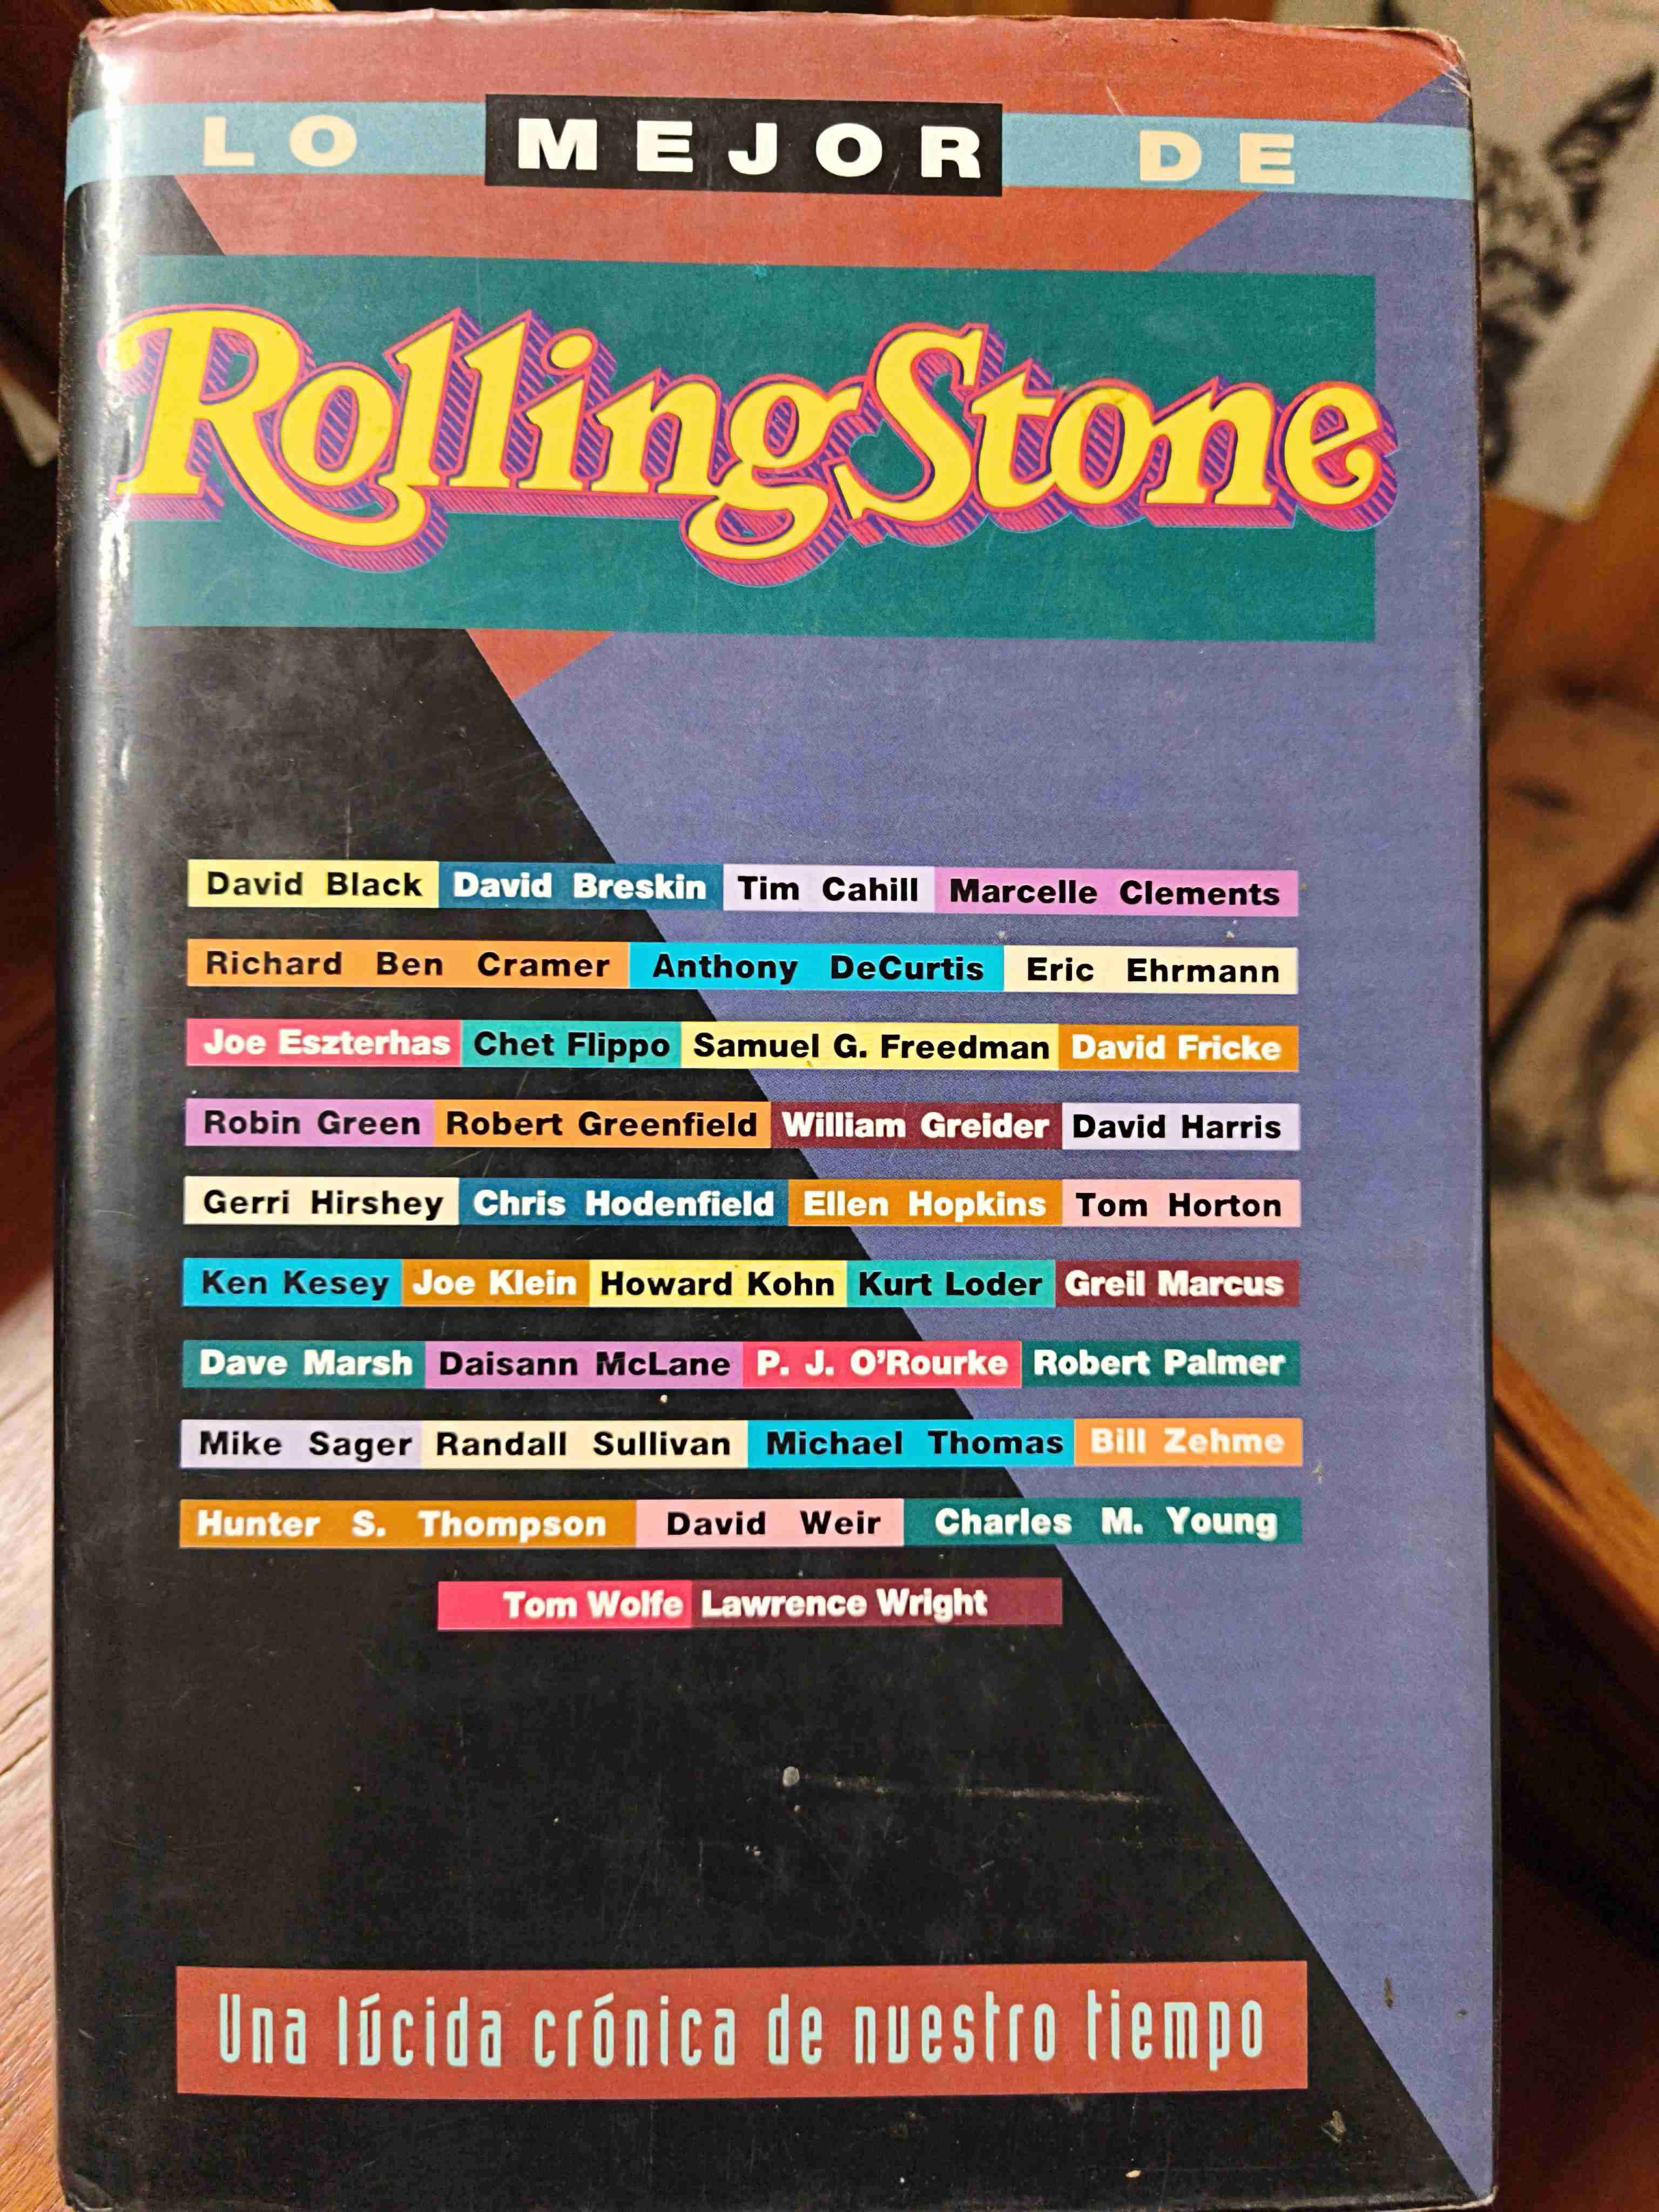 LO MEJOR DE
RollingStone
David Black David Breskin Tim Cahill Marcelle Clements
Richard Ben Cramer Anthony DeCurtis Eric Ehrmann
Joe Eszterhas Chet Flippo Samuel G. Freedman David Fricke
Robin Green Robert Greenfield William Greider David Harris
Gerri Hirshey Chris Hodenfield Ellen Hopkins Tom Horton
Ken Kesey Joe Klein Howard Kohn Kurt Loder Greil Marcus
Dave Marsh Daisann McLane P. J. O'Rourke Robert Palmer
Mike Sager Randall Sullivan Michael Thomas Bill Zehme
Hunter S. Thompson David Weir Charles M. Young
Tom Wolfe Lawrence Wright
Una lúcida crónica de nuestro tiempo